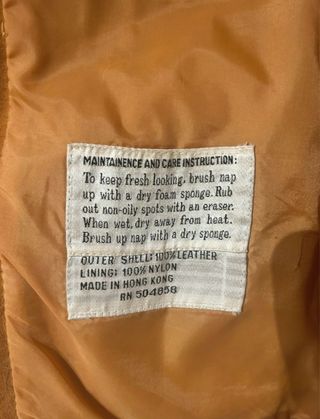 MAINTAINENCE AND CARE INSTRUCTION:
To keep fresh looking, brush nap
up with a dry foam sponge. Rub
out non-oily spots with an eraser.
When wet, dry away from heat.
Brush up nap with a dry sponge.
OUTER SHELL: 100% LEATHER
LINING: 100% NYLON
MADE IN HONG KONG
RN 504858